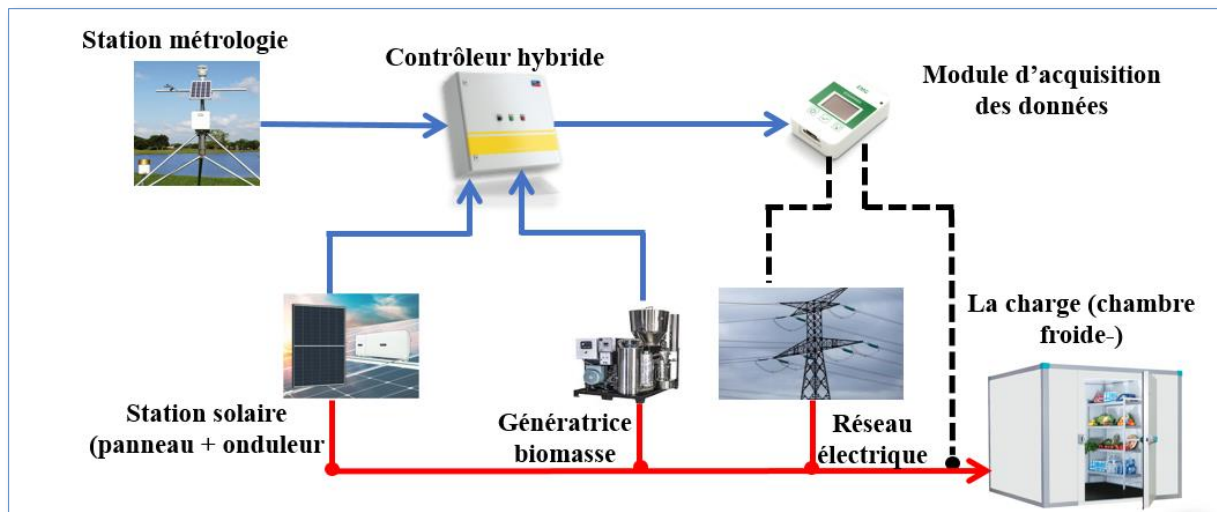 Station métrologie
Contrôleur hybride
Module d’acquisition
des données
La charge (chambre
froide-)
Station solaire
(panneau + onduleur
Génératrice
biomasse
Réseau
électrique